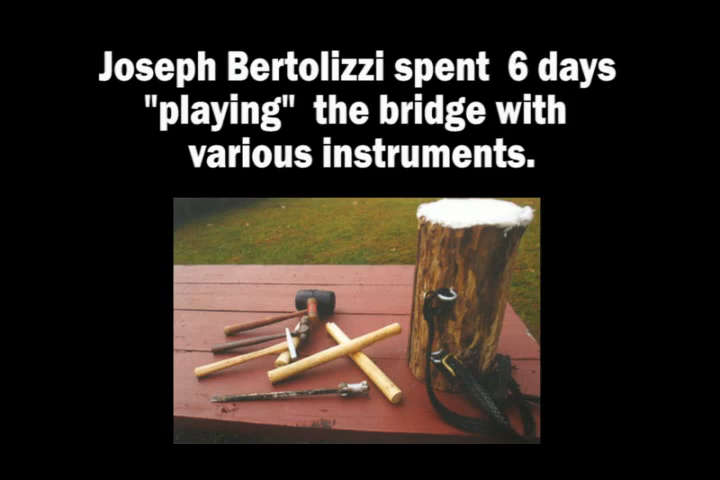 Joseph Bertolizzi spent 6 days
"playing" the bridge with
various instruments.